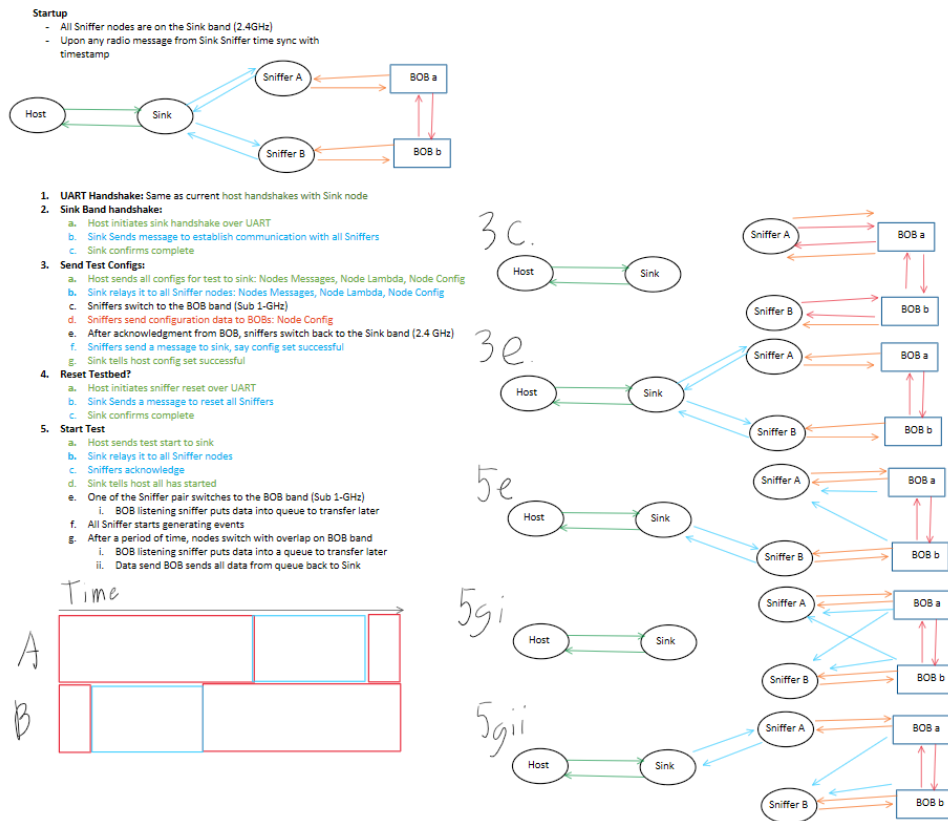 Startup
- All Sniffer nodes are on the Sink band (2.4GHz)
- Upon any radio message from Sink Sniffer time sync with
timestamp
Host
Sink
Sniffer A
BOB a
Sniffer B
BOB b
1. UART Handshake: Same as current host handshakes with Sink node
2. Sink Band handshake:
a. Host initiates sink handshake over UART
b. Sink Sends message to establish communication with all Sniffers
c. Sink confirms complete
3. Send Test Configs:
a. Host sends all configs for test to sink: Nodes Messages, Node Lambda, Node Config
b. Sink relays it to all Sniffer nodes: Nodes Messages, Node Lambda, Node Config
c. Sniffers switch to the BOB band (Sub 1-GHz)
d. Sniffers send configuration data to BOBs: Node Config
e. After acknowledgment from BOB, sniffers switch back to the Sink band (2.4 GHz)
f. Sniffers send a message to sink, say config set successful
g. Sink tells host config set successful
4. Reset Testbed?
a. Host initiates sniffer reset over UART
b. Sink Sends a message to reset all Sniffers
c. Sink confirms complete
5. Start Test
a. Host sends test start to sink
b. Sink relays it to all Sniffer nodes
c. Sniffers acknowledge
d. Sink tells host all has started
e. One of the Sniffer pair switches to the BOB band (Sub 1-GHz)
i. BOB listening sniffer puts data into queue to transfer later
f. All Sniffer starts generating events
g. After a period of time, nodes switch with overlap on BOB band
i. BOB listening sniffer puts data into a queue to transfer later
ii. Data send BOB sends all data from queue back to Sink
Time
A
B
3c.
Host
Sink
Sniffer A
BOB a
Sniffer B
BOB b
3e.
Host
Sink
Sniffer A
BOB a
Sniffer B
BOB b
5e
Host
Sink
Sniffer A
BOB a
Sniffer B
BOB b
5gi
Host
Sink
Sniffer A
BOB a
Sniffer B
BOB b
5gii
Host
Sink
Sniffer A
BOB a
Sniffer B
BOB b